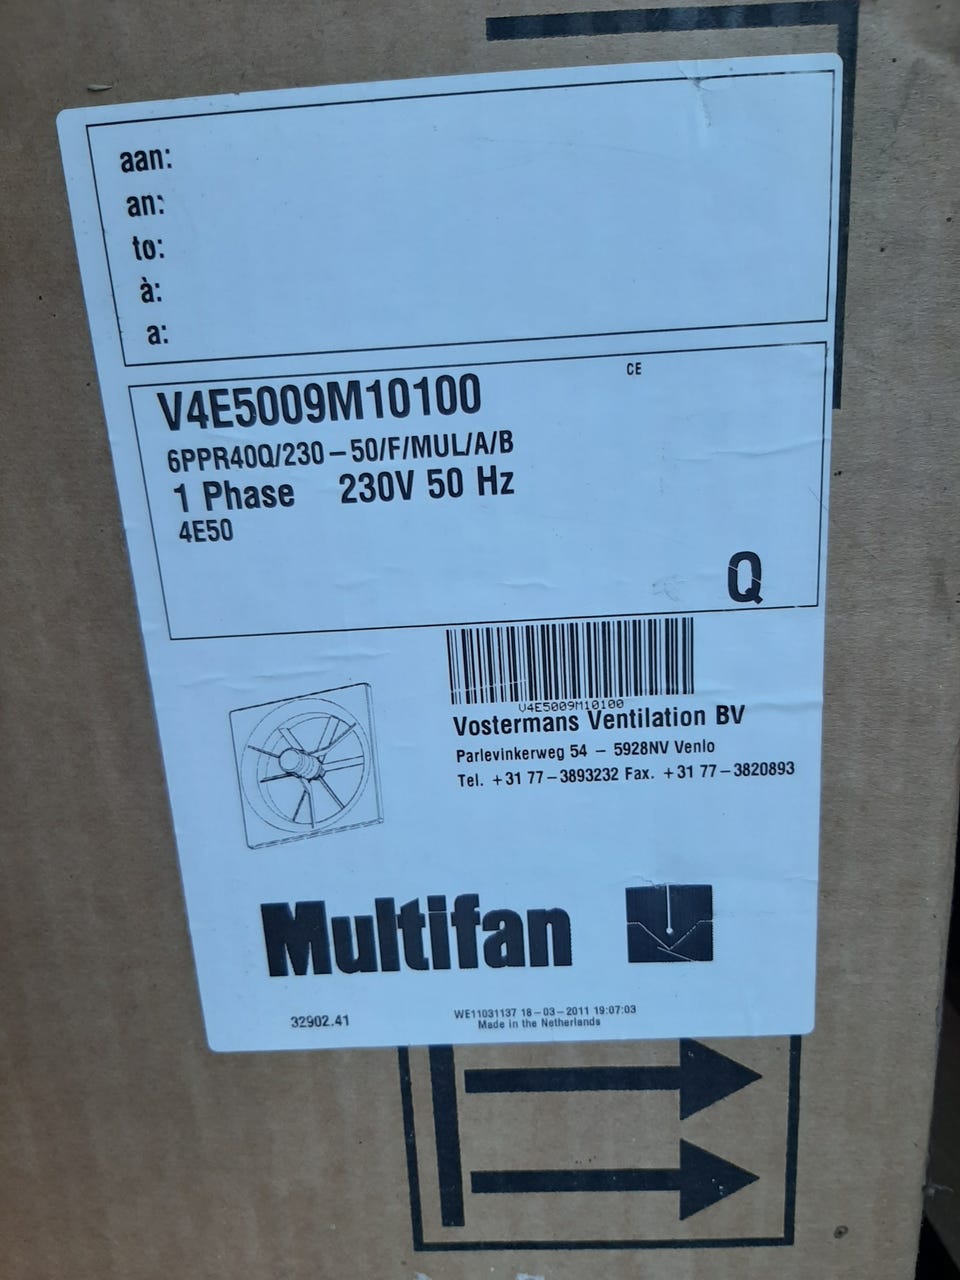 aan:
an:
to:
à:
a:
CE
V4E5009M10100
6PPR40Q/230-50/F/MUL/A/B
1 Phase 230V 50 Hz
4E50
Q
V4E5009M10100
Vostermans Ventilation BV
Parlevinkerweg 54 - 5928NV Venlo
Tel. +31 77-3893232 Fax. +31 77-3820893
Multifan
32902.41
WE11031137 18-03-2011 19:07:03
Made in the Netherlands